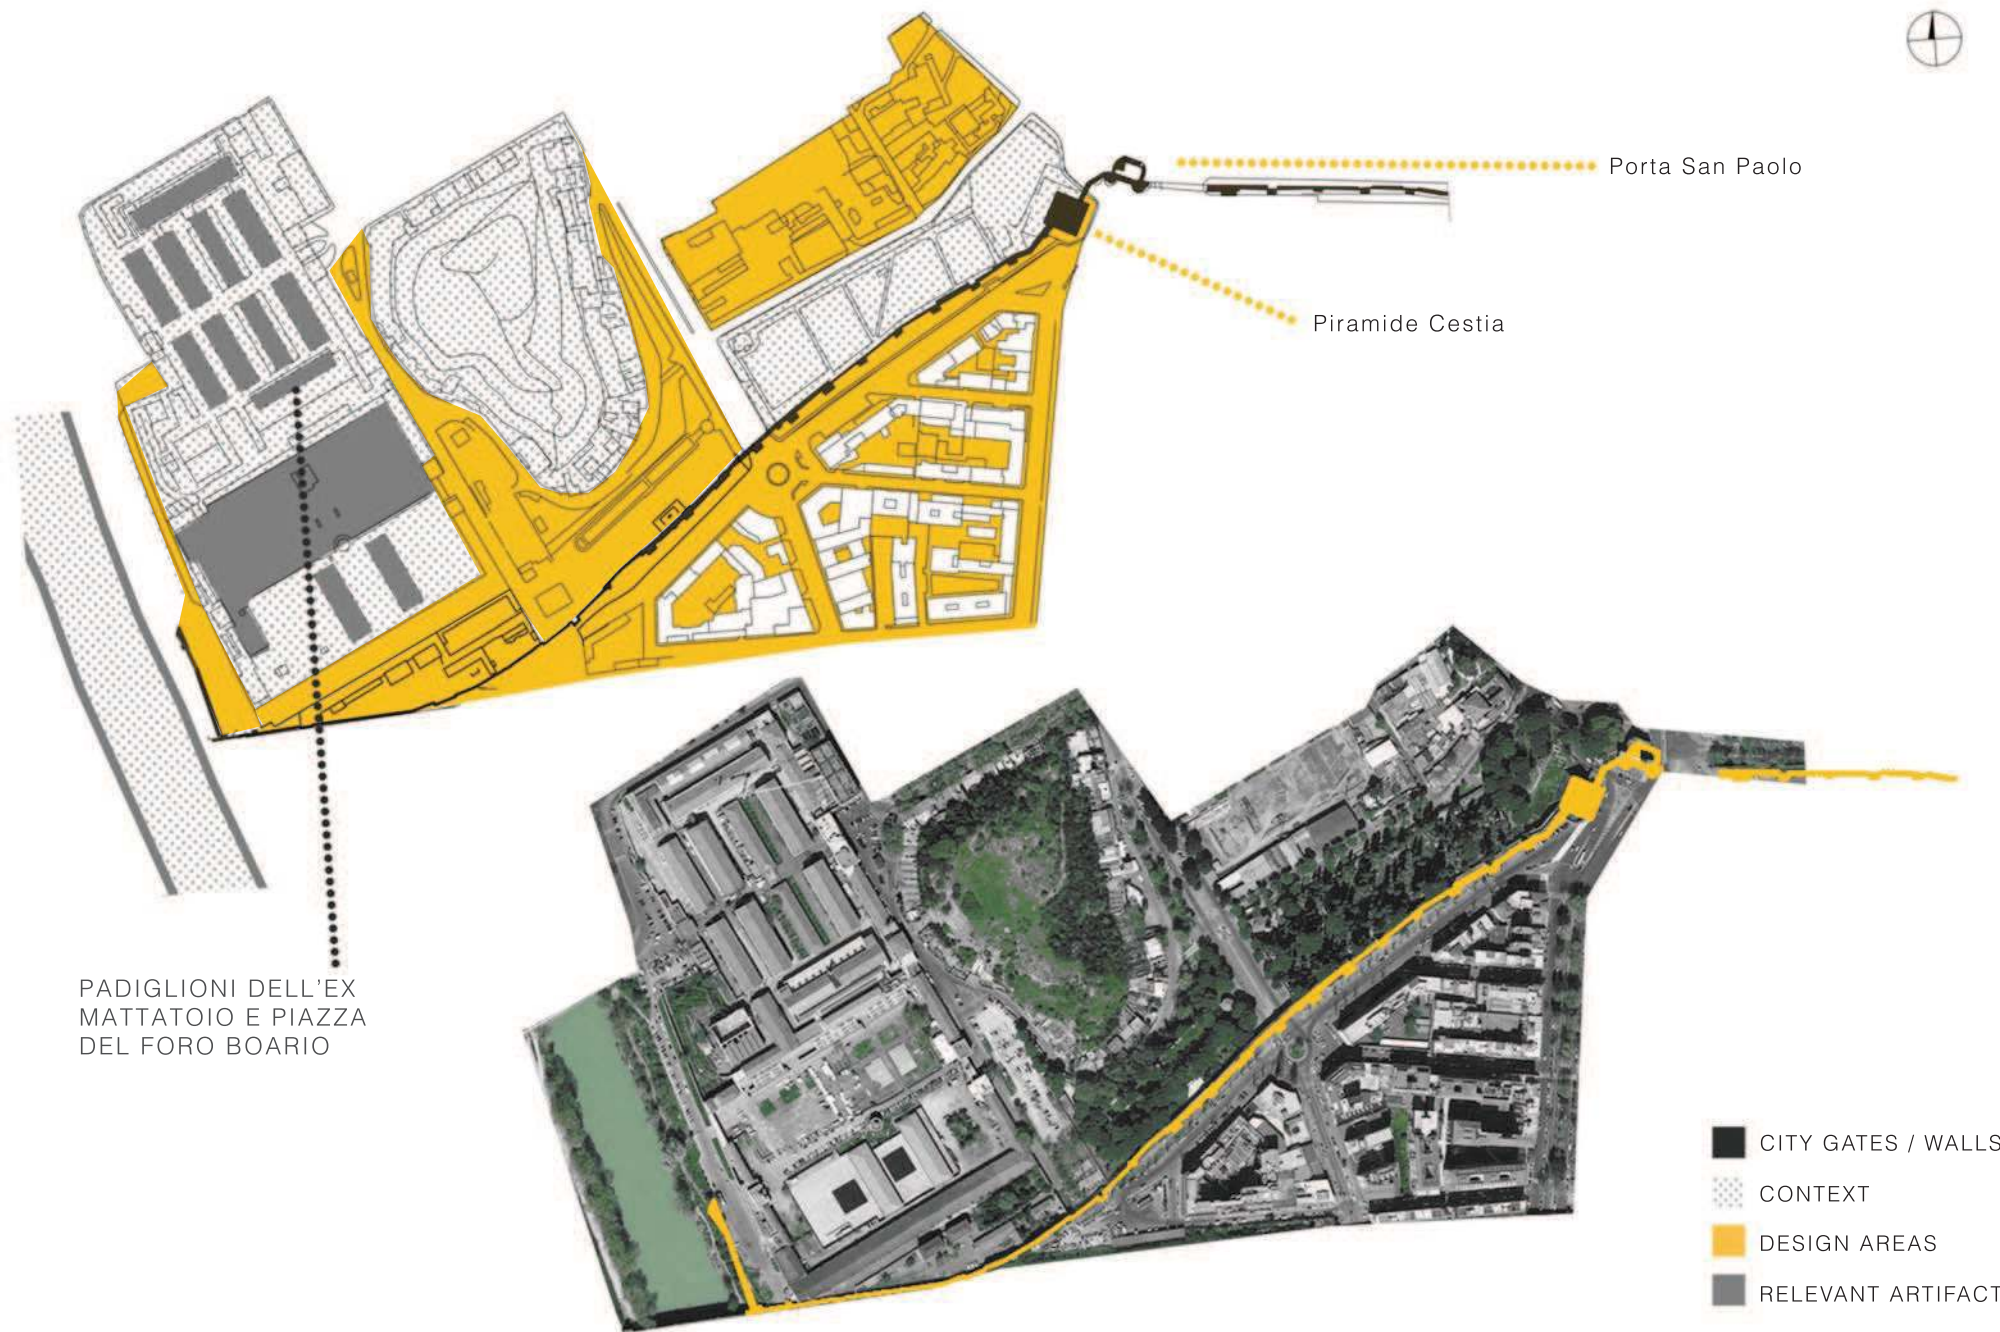 Porta San Paolo
Piramide Cestia
PADIGLIONI DELL'EX
MATTATOIO E PIAZZA
DEL FORO BOARIO
CITY GATES / WALLS
CONTEXT
DESIGN AREAS
RELEVANT ARTIFACT